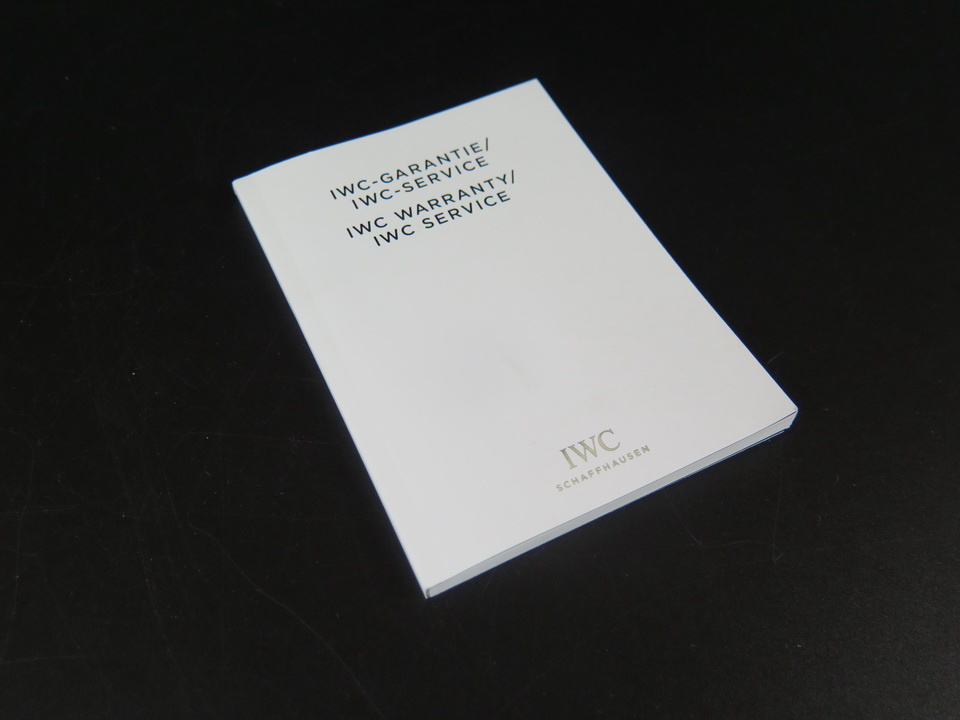 IWC-GARANTIE/
IWC-SERVICE
IWC WARRANTY/
IWC SERVICE
IWC
SCHAFFHAUSEN